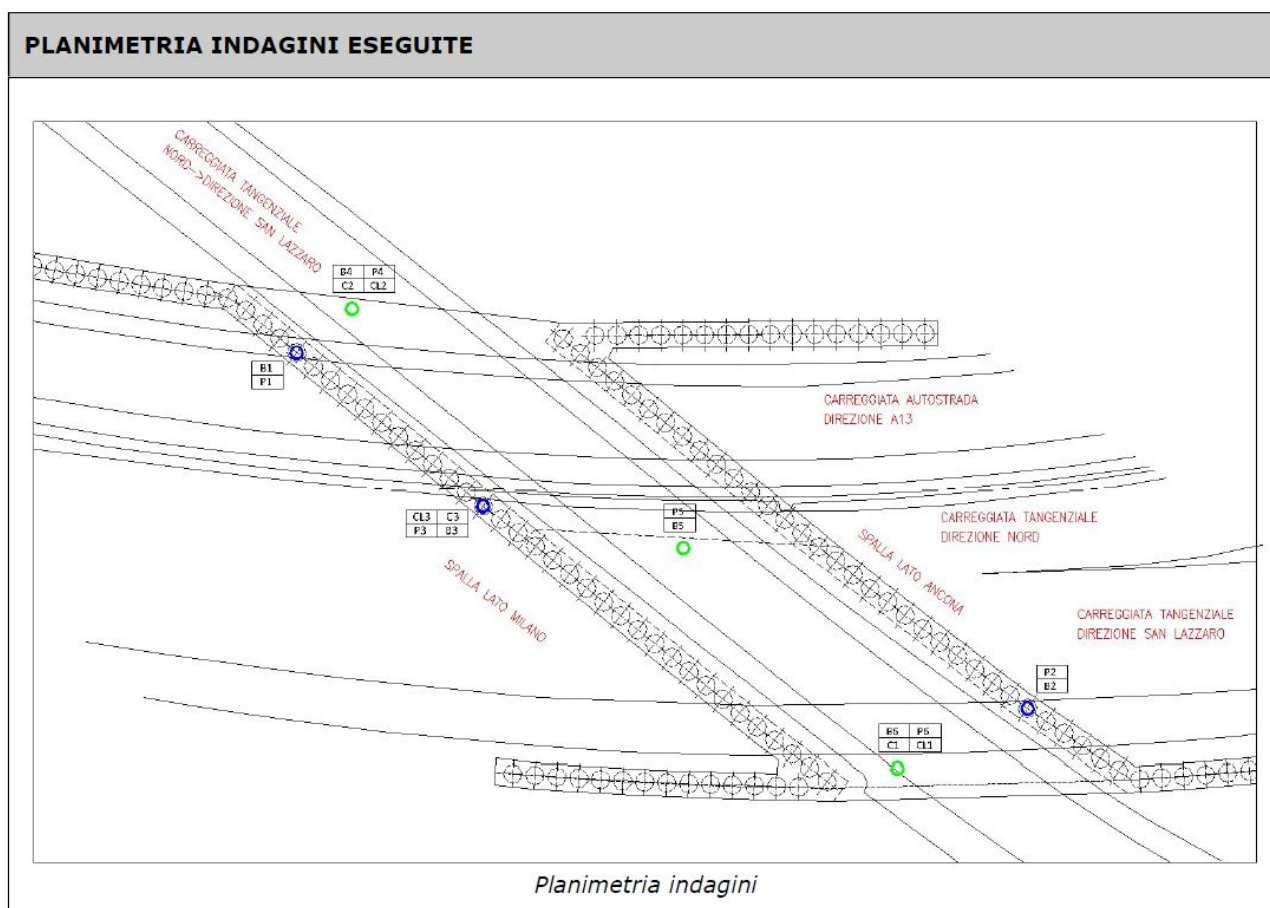 PLANIMETRIA INDAGINI ESEGUITE
CARREGGIATA TANGENZIALE
NORD->DIREZIONE SAN LAZZARO
B4 P4
C2 CL2
B1
P1
CARREGGIATA AUTOSTRADA
DIREZIONE A13
CL3 C3
P3 B3
P5
B5
CARREGGIATA TANGENZIALE
DIREZIONE NORD
SPALLA LATO MILANO
SPALLA LATO ANCONA
CARREGGIATA TANGENZIALE
DIREZIONE SAN LAZZARO
P2
B2
B6 P6
C1 CL1
Planimetria indagini